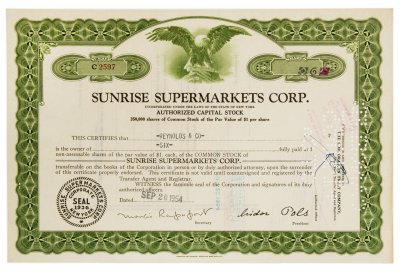 C 2597
SUNRISE SUPERMARKETS CORP.
INCORPORATED UNDER THE LAWS OF THE STATE OF NEW YORK
AUTHORIZED CAPITAL STOCK
250,000 shares of Common Stock of the Par Value of $1 per share
THIS CERTIFIES THAT -REYNOLDS & CO-
is the owner of -SIX- fully paid and
non-assessable shares of the par value of $1. each, of the COMMON STOCK of
SUNRISE SUPERMARKETS CORP.
transferable on the books of the Corporation in person or by duly authorized attorney, upon the surrender of
this certificate properly endorsed. This certificate is not valid until countersigned and registered by the
Transfer Agent and Registrar.
WITNESS the facsimile seal of the Corporation and signatures of its duly
authorized officers.
DATED SEP 20 1954
President
SUNRISE SUPERMARKETS CORP.
CORPORATE
SEAL
1936
NEW YORK